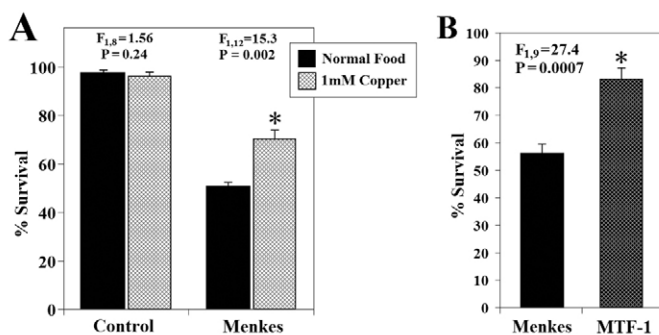 A
F1,8=1.56
P = 0.24
F1,12=15.3
P = 0.002
Normal Food
1mM Copper
*
% Survival
100
80
60
40
20
0
Control
Menkes
B
F1,9=27.4
P=0.0007
*
% Survival
100
90
80
70
60
50
40
30
20
10
0
Menkes
MTF-1